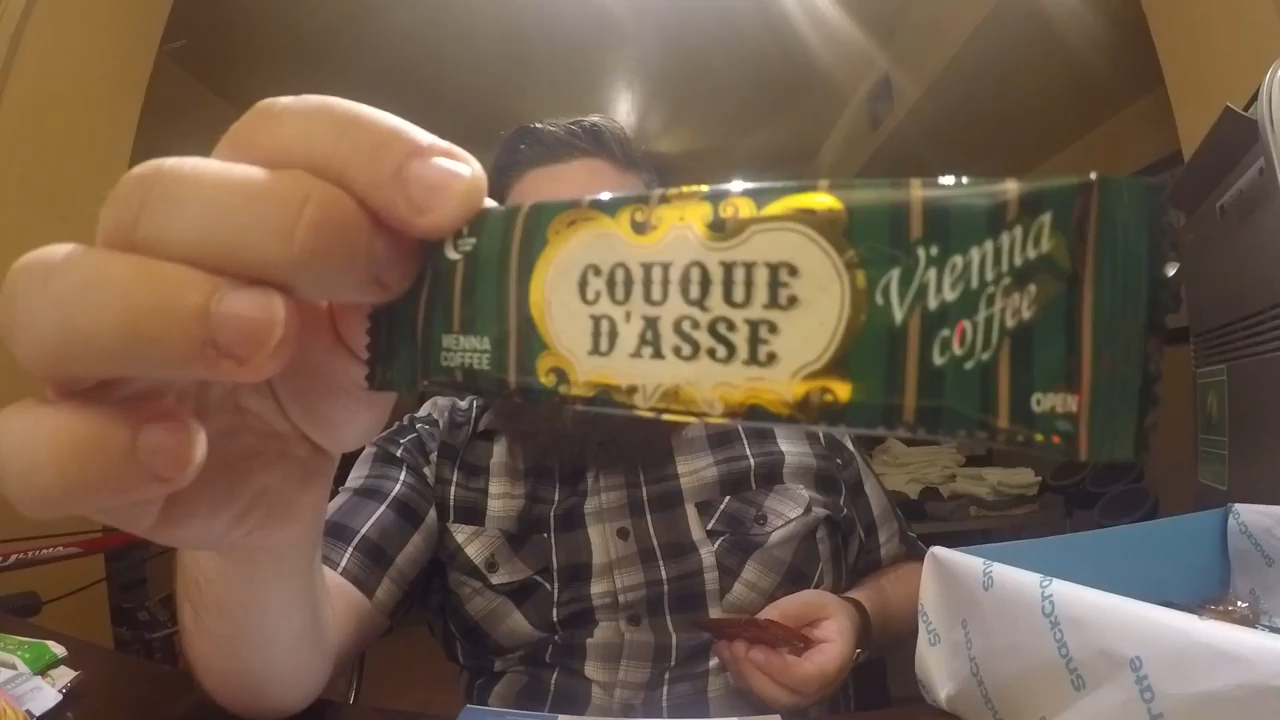 COUQUE
D'ASSE
Vienna
coffee
VIENNA
COFFEE
OPEN
ULTIMA
SnackCrate
SnackCrate